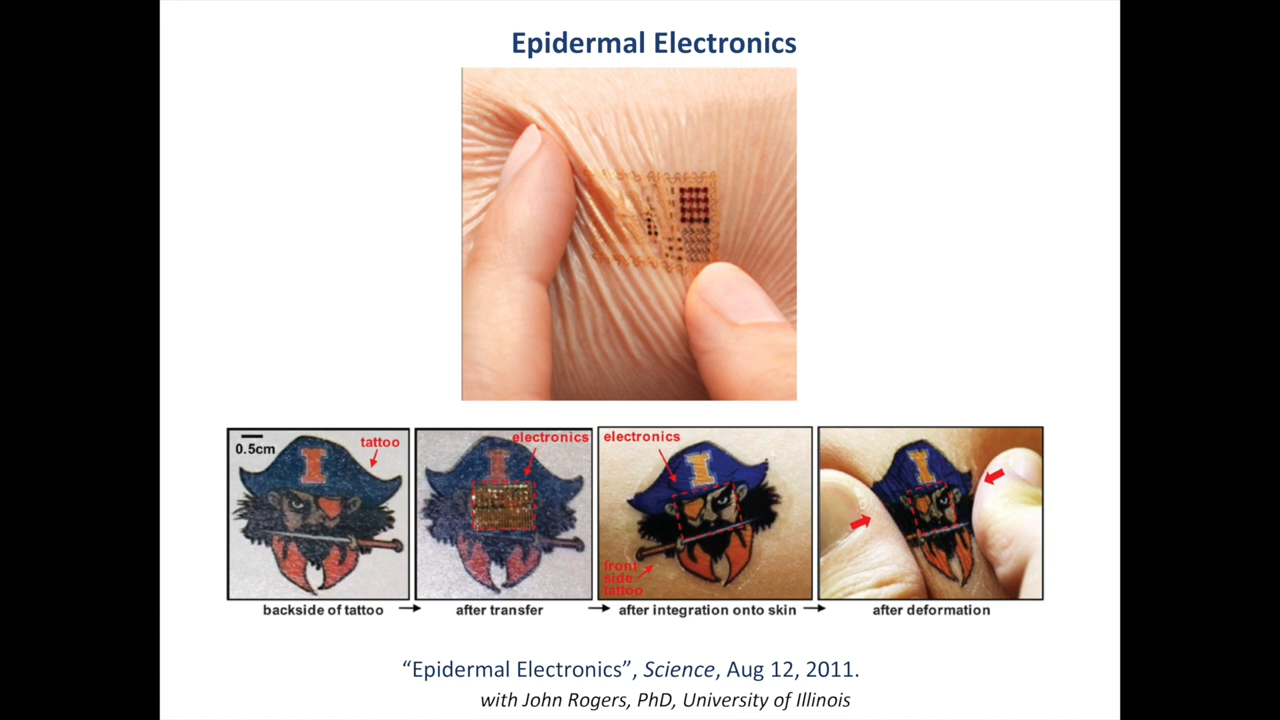 Epidermal Electronics
0.5cm
tattoo
I
electronics
I
electronics
I
front
side
tattoo
I
backside of tattoo
after transfer
after integration onto skin
after deformation
“Epidermal Electronics”, Science, Aug 12, 2011.
with John Rogers, PhD, University of Illinois